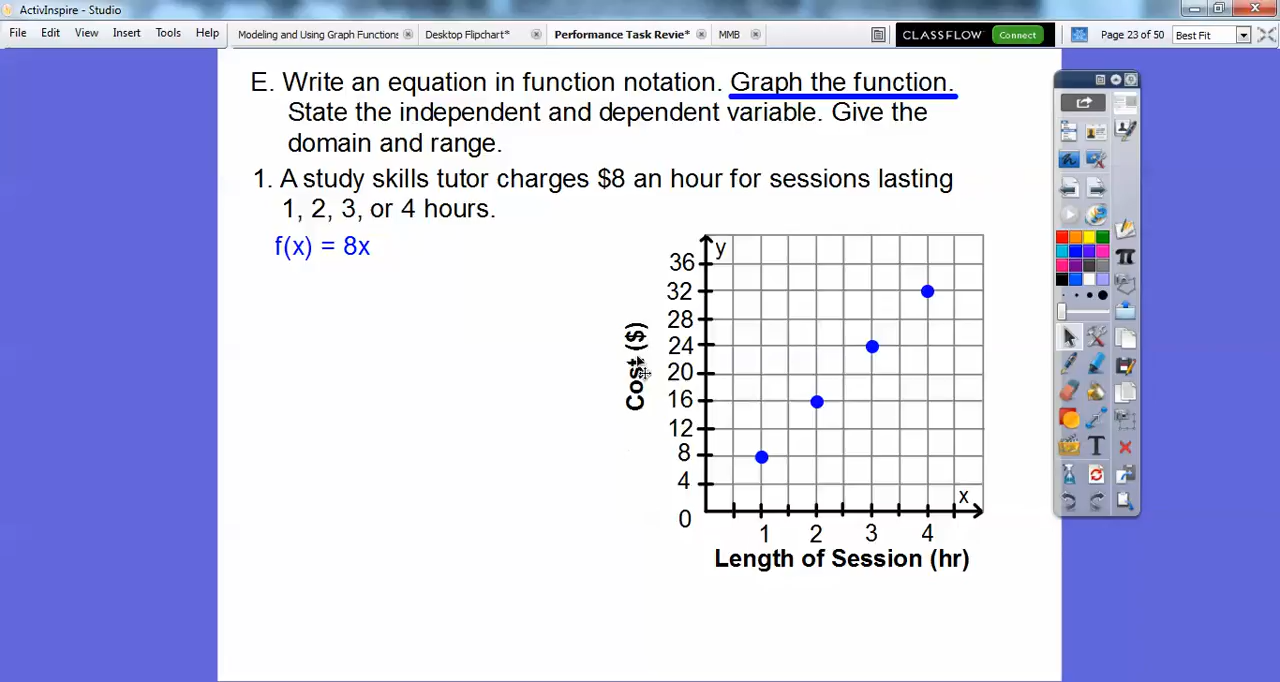 ActivInspire - Studio
File Edit View Insert Tools Help
Modeling and Using Graph Functions Desktop Flipchart* Performance Task Revie* MMB
CLASSFLOW Connect
Page 23 of 50 Best Fit
E. Write an equation in function notation. Graph the function.
State the independent and dependent variable. Give the
domain and range.
1. A study skills tutor charges $8 an hour for sessions lasting
1, 2, 3, or 4 hours.
f(x) = 8x
y
36
32
28
24
20
16
12
8
4
0
Cost ($)
x
1 2 3 4
Length of Session (hr)